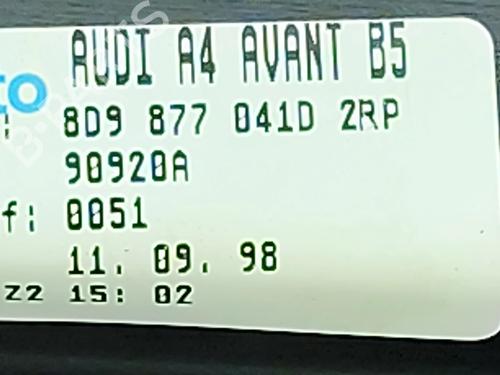 AUDI A4 AVANT B5
8D9 877 041D 2RP
90920A
f: 0051
11. 09. 98
Z2 15: 02